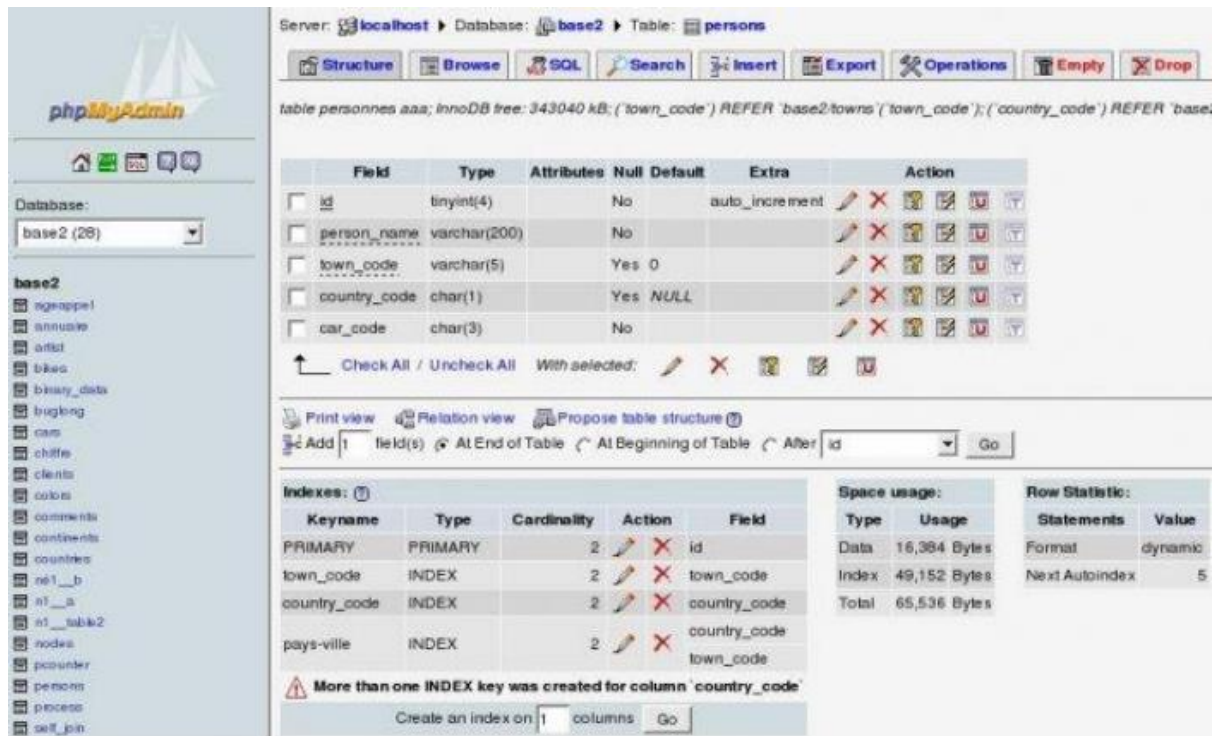 phpMyAdmin
Database:
base2 (28)
base2
ageappel
annuaire
artist
bikes
binary_data
buglong
cars
chiffre
clients
colors
comments
continents
countries
n1__a
n1__table2
nodes
pcounter
persons
process
self_join
Server: localhost Database: base2 Table: persons
Structure Browse SQL Search Insert Export Operations Empty Drop
table personnes aaa; InnoDB free: 343040 kB; (`town_code`) REFER `base2/towns`(`town_code`); (`country_code`) REFER `base2
Field Type Attributes Null Default Extra Action
id tinyint(4) No auto_increment
person_name varchar(200) No
town_code varchar(5) Yes 0
country_code char(1) Yes NULL
car_code char(3) No
Check All / Uncheck All With selected:
Print view Relation view Propose table structure
Add 1 field(s) At End of Table At Beginning of Table After id Go
Indexes:
Keyname Type Cardinality Action Field
PRIMARY PRIMARY 2 id
town_code INDEX 2 town_code
country_code INDEX 2 country_code
pays-ville INDEX 2 country_code
town_code
More than one INDEX key was created for column `country_code`
Create an index on 1 columns Go
Space usage:
Type Usage
Data 16,384 Bytes
Index 49,152 Bytes
Total 65,536 Bytes
Row Statistic:
Statements Value
Format dynamic
Next Autoindex 5